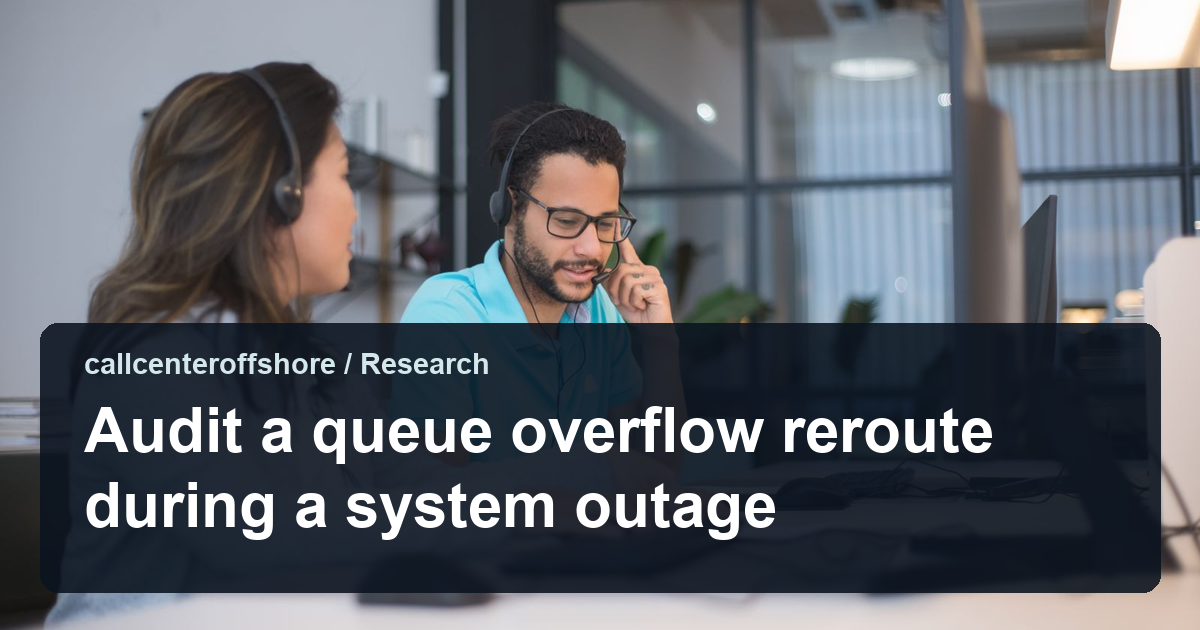 callcenteroffshore / Research
Audit a queue overflow reroute
during a system outage